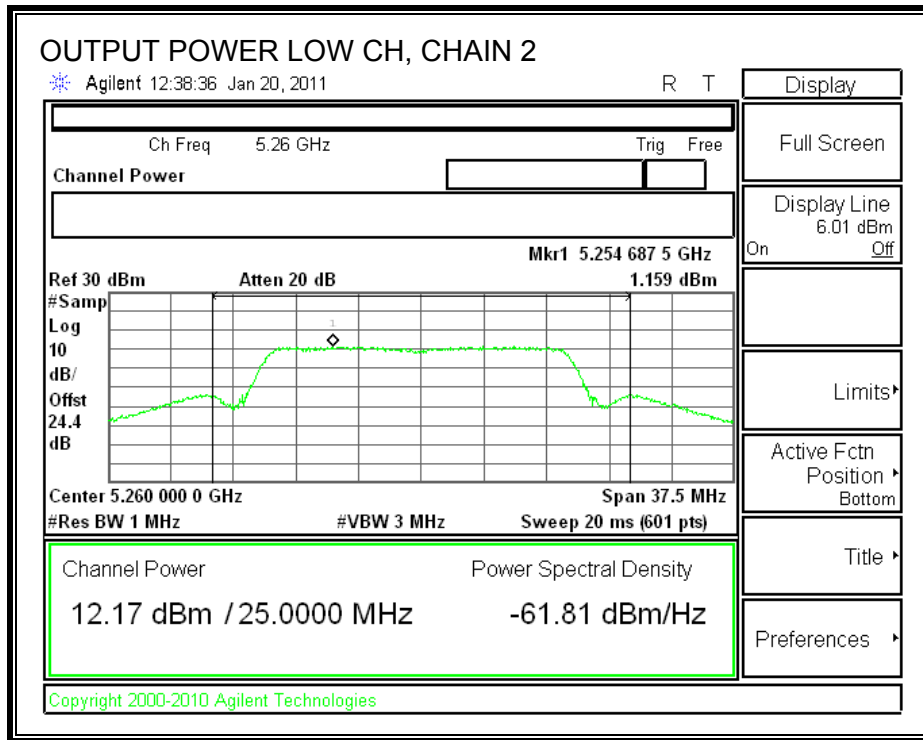 OUTPUT POWER LOW CH, CHAIN 2
Agilent 12:38:36 Jan 20, 2011 R T
Display
Ch Freq 5.26 GHz Trig Free
Channel Power
Full Screen
Display Line
6.01 dBm
On Off
Mkr1 5.254 687 5 GHz
Ref 30 dBm Atten 20 dB 1.159 dBm
#Samp
Log
10
dB/
Offst
24.4
dB
1
Limits
Active Fctn
Position
Bottom
Center 5.260 000 0 GHz Span 37.5 MHz
#Res BW 1 MHz #VBW 3 MHz Sweep 20 ms (601 pts)
Channel Power Power Spectral Density
12.17 dBm / 25.0000 MHz -61.81 dBm/Hz
Title
Preferences
Copyright 2000-2010 Agilent Technologies